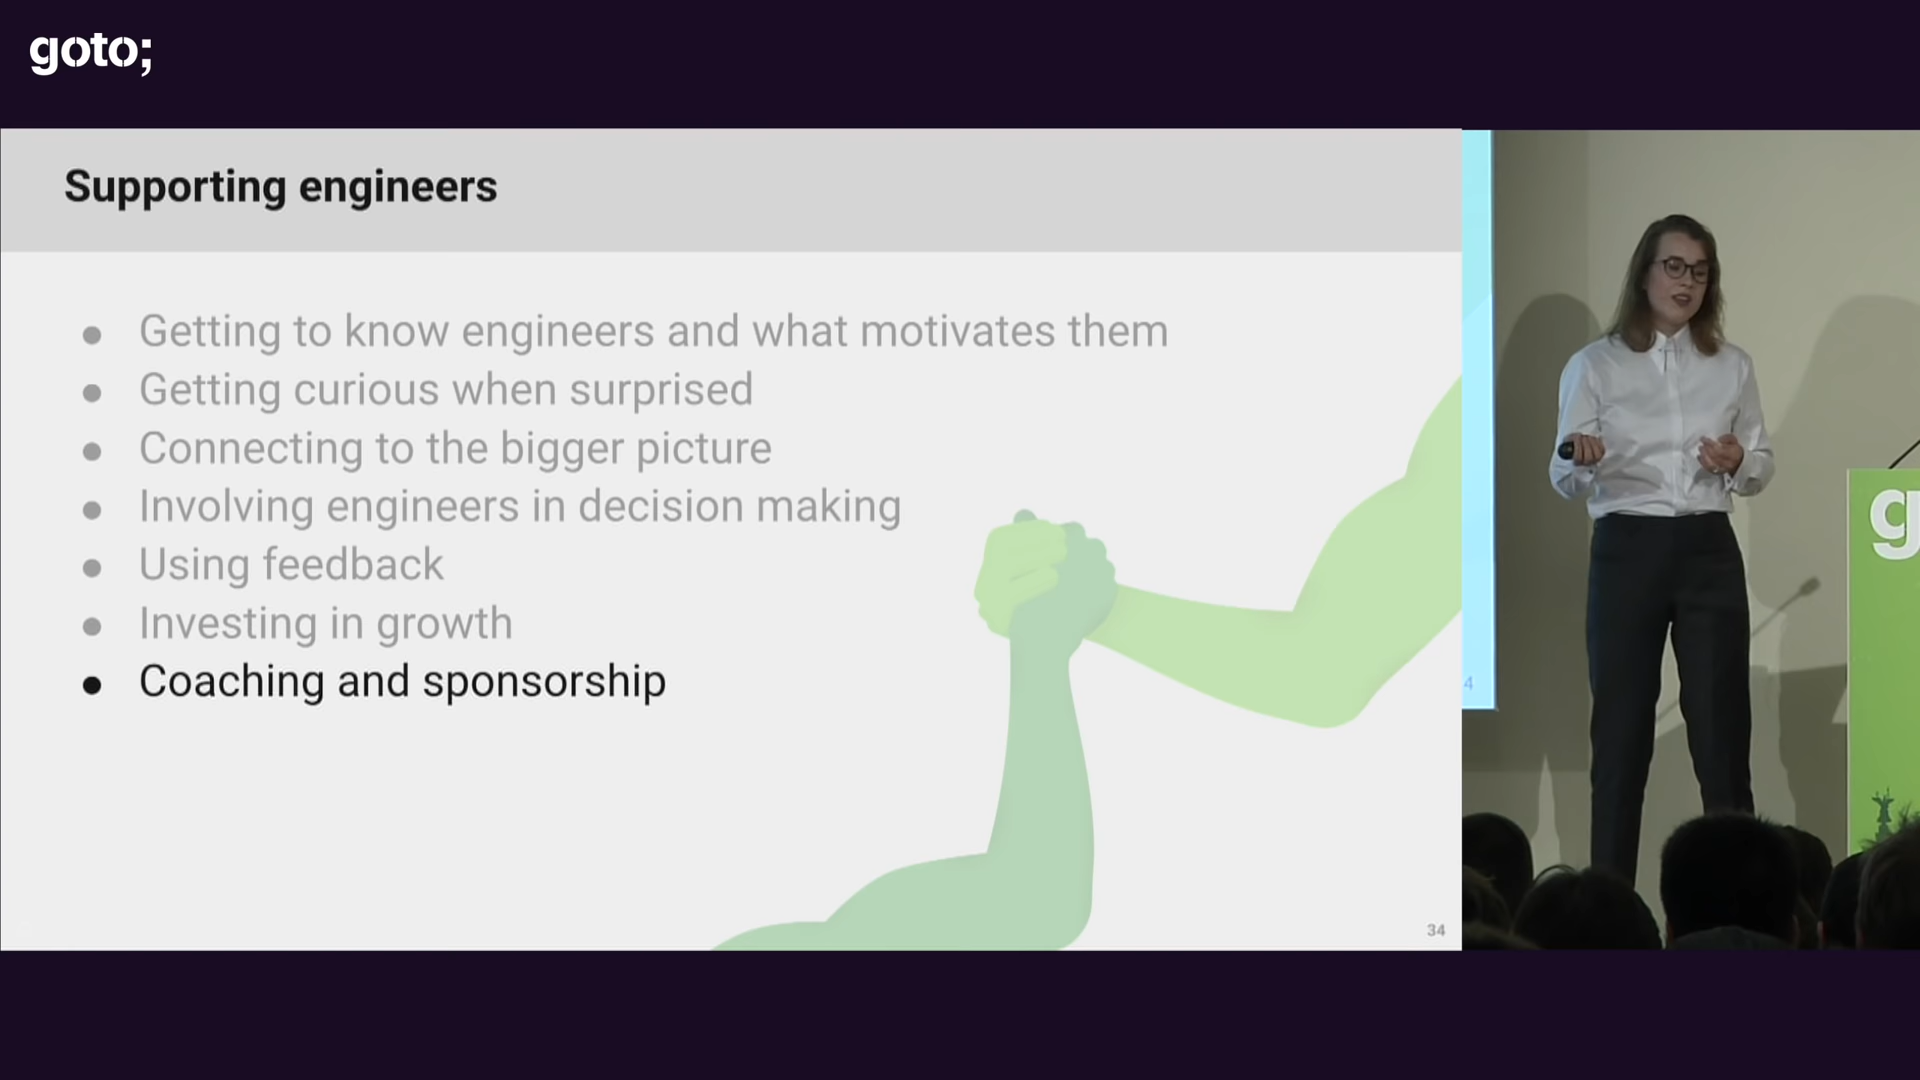 goto;
Supporting engineers
● Getting to know engineers and what motivates them
● Getting curious when surprised
● Connecting to the bigger picture
● Involving engineers in decision making
● Using feedback
● Investing in growth
● Coaching and sponsorship
34
4
g